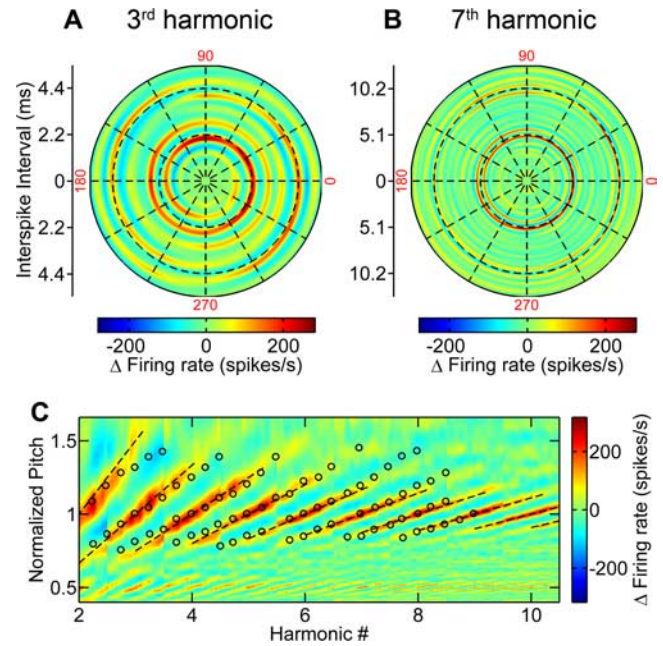 A 3rd harmonic
B 7th harmonic
90
90
Interspike Interval (ms)
4.4
2.2
0
2.2
4.4
180
0
270
10.2
5.1
0
5.1
10.2
180
0
270
-200 0 200
Δ Firing rate (spikes/s)
-200 0 200
Δ Firing rate (spikes/s)
C
Normalized Pitch
1.5
1
0.5
2 4 6 8 10
Harmonic #
200
0
-200
Δ Firing rate (spikes/s)